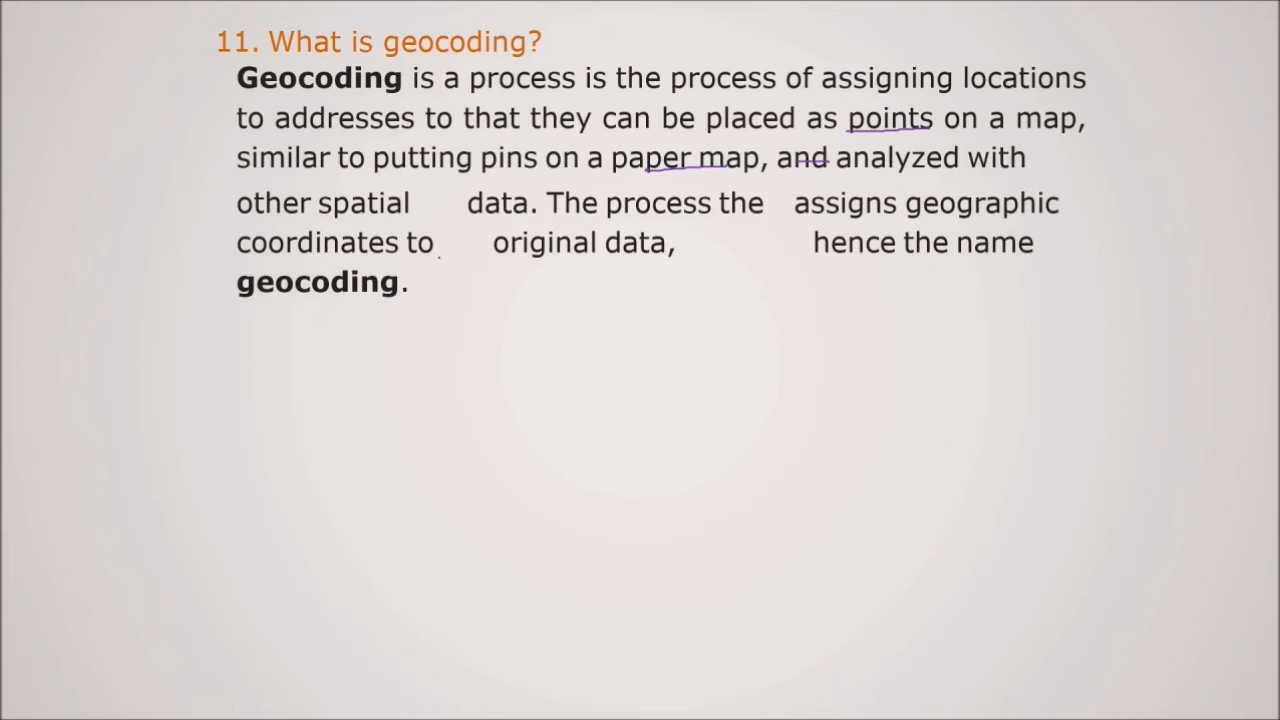 11. What is geocoding?
Geocoding is a process is the process of assigning locations
to addresses to that they can be placed as points on a map,
similar to putting pins on a paper map, and analyzed with
other spatial data. The process the assigns geographic
coordinates to original data, hence the name
geocoding.